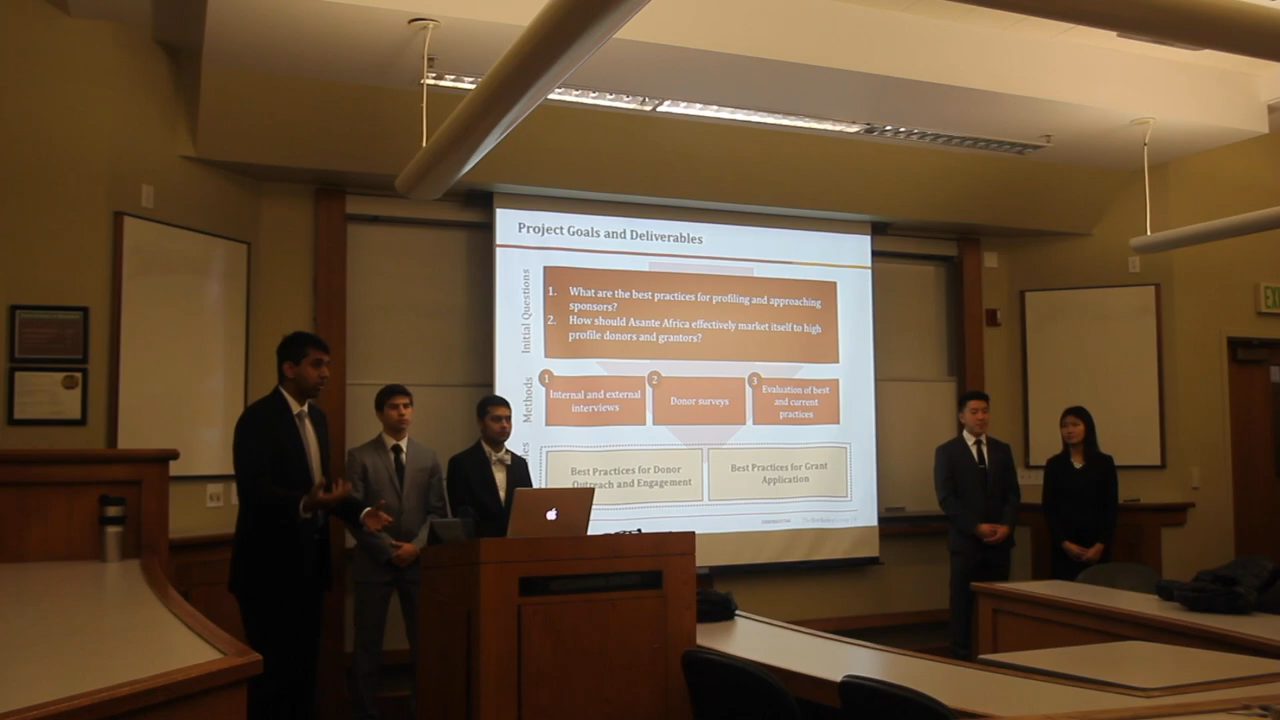 Project Goals and Deliverables
Initial Questions
1. What are the best practices for profiling and approaching
sponsors?
2. How should Asante Africa effectively market itself to high
profile donors and grantors?
Methods
1
Internal and external
interviews
2
Donor surveys
3
Evaluation of best
and current
practices
Best Practices for Donor
Outreach and Engagement
Best Practices for Grant
Application